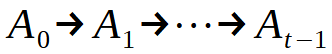 A₀ → A₁ → ⋯ → Aₜ₋₁